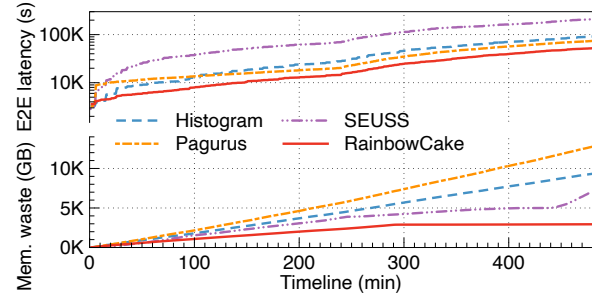 E2E latency (s)
100K
10K
Histogram
SEUSS
Pagurus
RainbowCake
Mem. waste (GB)
10K
5K
0K
0
100
200
300
400
Timeline (min)